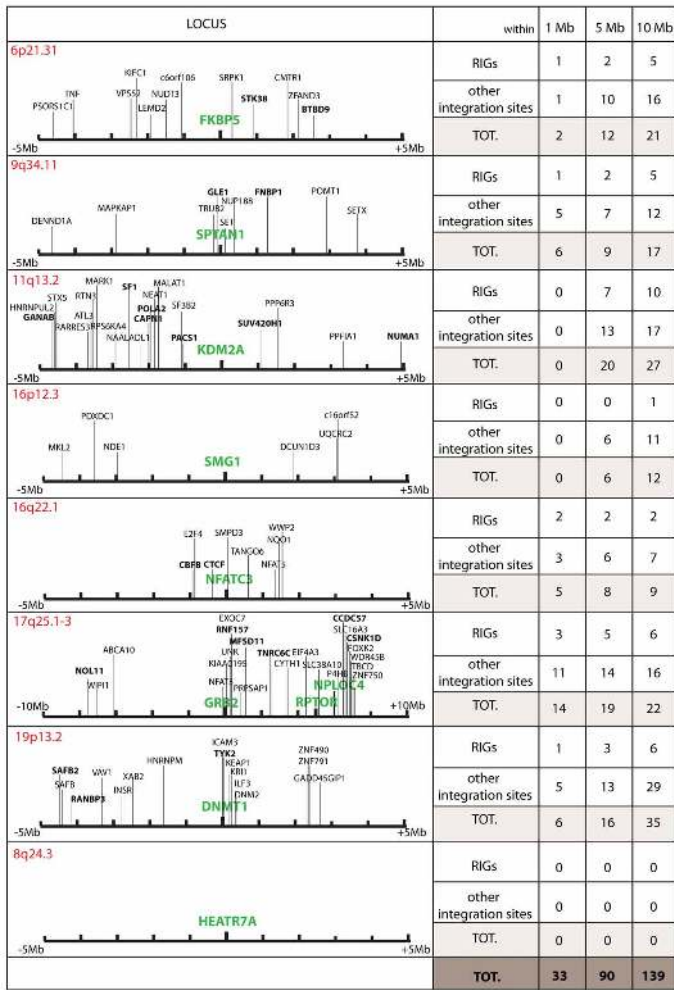 LOCUS within 1 Mb 5 Mb 10 Mb
6p21.31
KIFC1 c6orf106 SRPK1 CMTR1
TNF VPS52 NUDT3 ZFAND3
PSORS1C1 LEMD2 STK38 BTBD9
FKBP5
-5Mb +5Mb
RIGs 1 2 5
other integration sites 1 10 16
TOT. 2 12 21
9q34.11
GLE1 FNBP1 POMT1
MAPKAP1 TRUB2 NUP188 SETX
DENND1A SET
SPTAN1
-5Mb +5Mb
RIGs 1 2 5
other integration sites 5 7 12
TOT. 6 9 17
11q13.2
MARK1 MALAT1
STX5 RTN3 SF1 NEAT1
HNRNPUL2 POLA2 SF3B2 PPP6R3
GANAB ATL3 CAPN1
RARRES3 RPS6KA4 SUV420H1
NAALADL1 PACS1 PPFIA1 NUMA1
KDM2A
-5Mb +5Mb
RIGs 0 7 10
other integration sites 0 13 17
TOT. 0 20 27
16p12.3
PDXDC1 c16orf52
UQCRC2
MKL2 NDE1 DCUN1D3
SMG1
-5Mb +5Mb
RIGs 0 0 1
other integration sites 0 6 11
TOT. 0 6 12
16q22.1
E2F4 SMPD3 WWP2
NQO1
TANGO6
CBFB CTCF NFAT5
NFATC3
-5Mb +5Mb
RIGs 2 2 2
other integration sites 3 6 7
TOT. 5 8 9
17q25.1-3
EXOC7 CCDC57
RNF157 SLC16A3
MFSD11 CSNK1D
ABCA10 UNK TNRC6C EIF4A3 FOXK2
KIAA0195 CYTH1 SLC38A10 WDR45B
NOL11 P4HB TBCD
WIPI1 PRPSAP1 ZNF750
GRB2 RPTOR NPLOC4
-10Mb +10Mb
RIGs 3 5 6
other integration sites 11 14 16
TOT. 14 19 22
19p13.2
ICAM3 ZNF490
SAFB2 HNRNPM TYK2 ZNF791
VAV1 KEAP1
SAFB XAB2 KRI1
RANBP3 INSR ILF3 GADD45GIP1
DNM2
DNMT1
-5Mb +5Mb
RIGs 1 3 6
other integration sites 5 13 29
TOT. 6 16 35
8q24.3
HEATR7A
-5Mb +5Mb
RIGs 0 0 0
other integration sites 0 0 0
TOT. 0 0 0
TOT. 33 90 139